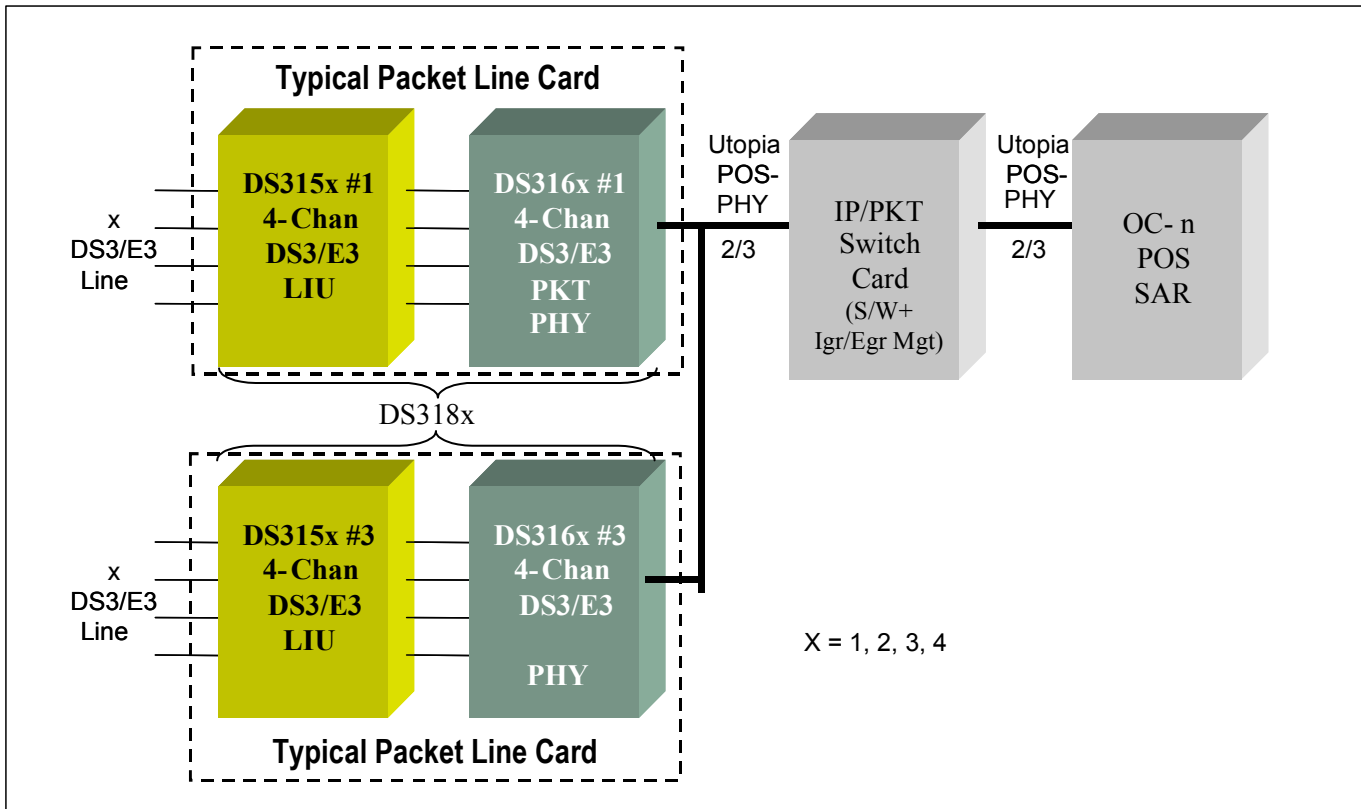 Typical Packet Line Card
x
DS3/E3
Line
DS315x #1
4-Chan
DS3/E3
LIU
DS316x #1
4-Chan
DS3/E3
PKT
PHY
Utopia
POS-
PHY
2/3
IP/PKT
Switch
Card
(S/W+
Igr/Egr Mgt)
Utopia
POS-
PHY
2/3
OC- n
POS
SAR
DS318x
x
DS3/E3
Line
DS315x #3
4-Chan
DS3/E3
LIU
DS316x #3
4-Chan
DS3/E3
PHY
X = 1, 2, 3, 4
Typical Packet Line Card